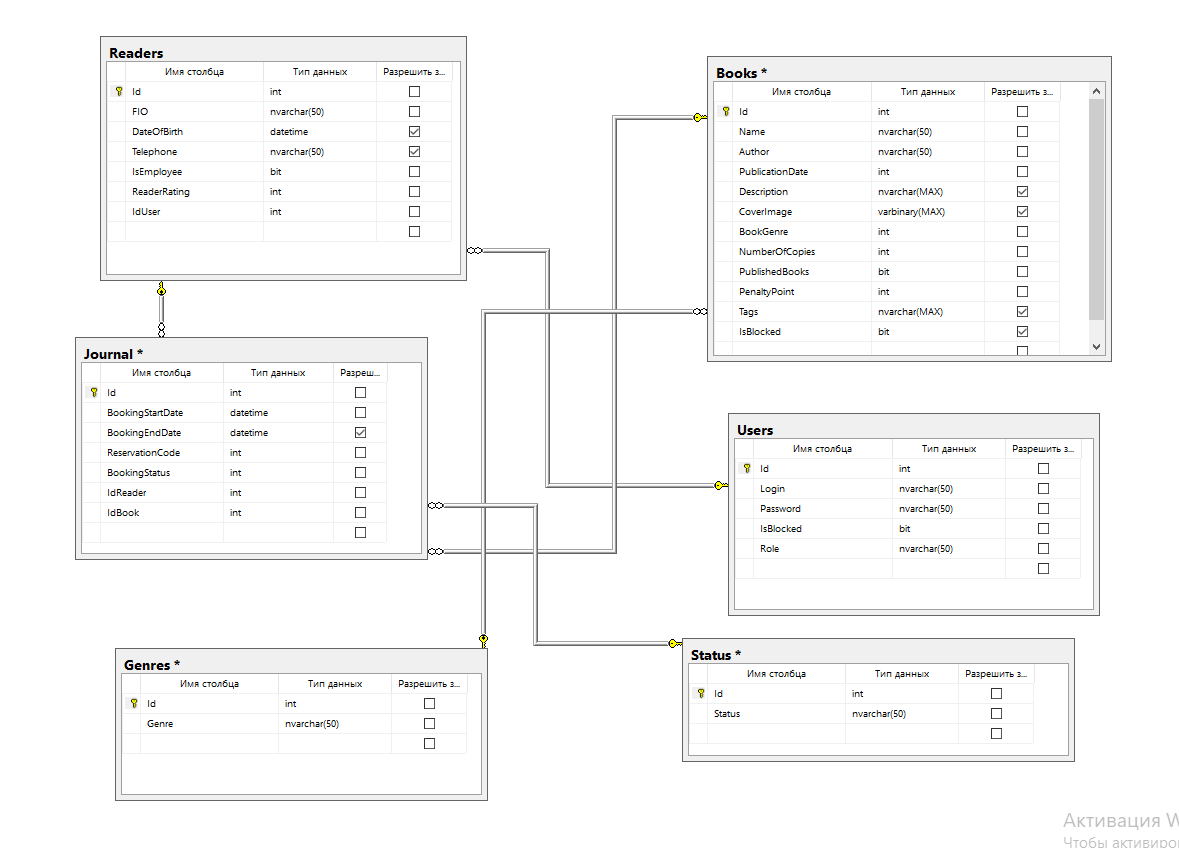 Readers
Имя столбца Тип данных Разрешить з...
Id int
FIO nvarchar(50)
DateOfBirth datetime
Telephone nvarchar(50)
IsEmployee bit
ReaderRating int
IdUser int
Books *
Имя столбца Тип данных Разрешить з...
Id int
Name nvarchar(50)
Author nvarchar(50)
PublicationDate int
Description nvarchar(MAX)
CoverImage varbinary(MAX)
BookGenre int
NumberOfCopies int
PublishedBooks bit
PenaltyPoint int
Tags nvarchar(MAX)
IsBlocked bit
Journal *
Имя столбца Тип данных Разреш...
Id int
BookingStartDate datetime
BookingEndDate datetime
ReservationCode int
BookingStatus int
IdReader int
IdBook int
Users
Имя столбца Тип данных Разрешить з...
Id int
Login nvarchar(50)
Password nvarchar(50)
IsBlocked bit
Role nvarchar(50)
Genres *
Имя столбца Тип данных Разрешить з...
Id int
Genre nvarchar(50)
Status *
Имя столбца Тип данных Разрешить з...
Id int
Status nvarchar(50)
Активация W
Чтобы активиро